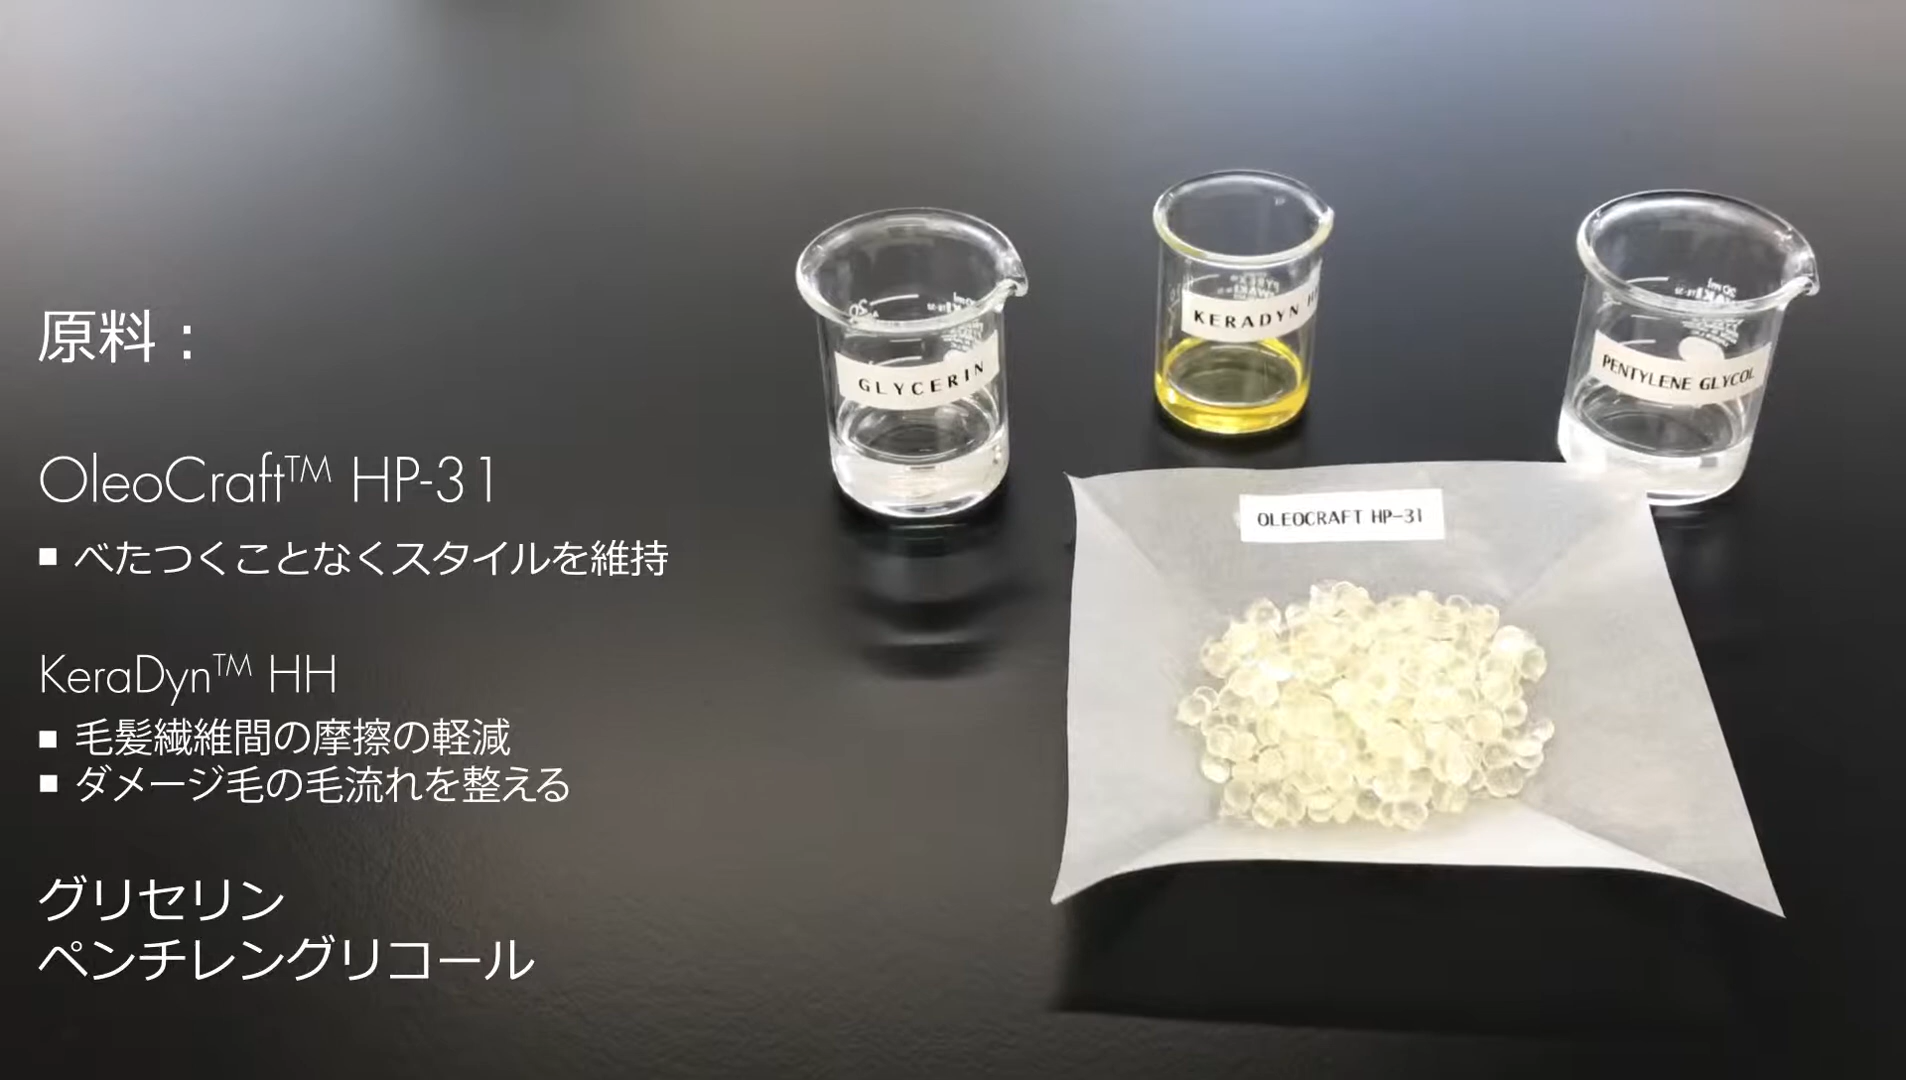 原料：
OleoCraft™ HP-31
■ べたつくことなくスタイルを維持
KeraDyn™ HH
■ 毛髪繊維間の摩擦の軽減
■ ダメージ毛の毛流れを整える
グリセリン
ペンチレングリコール
GLYCERIN
KERADYN
PENTYLENE GLYCOL
OLEOCRAFT HP-31